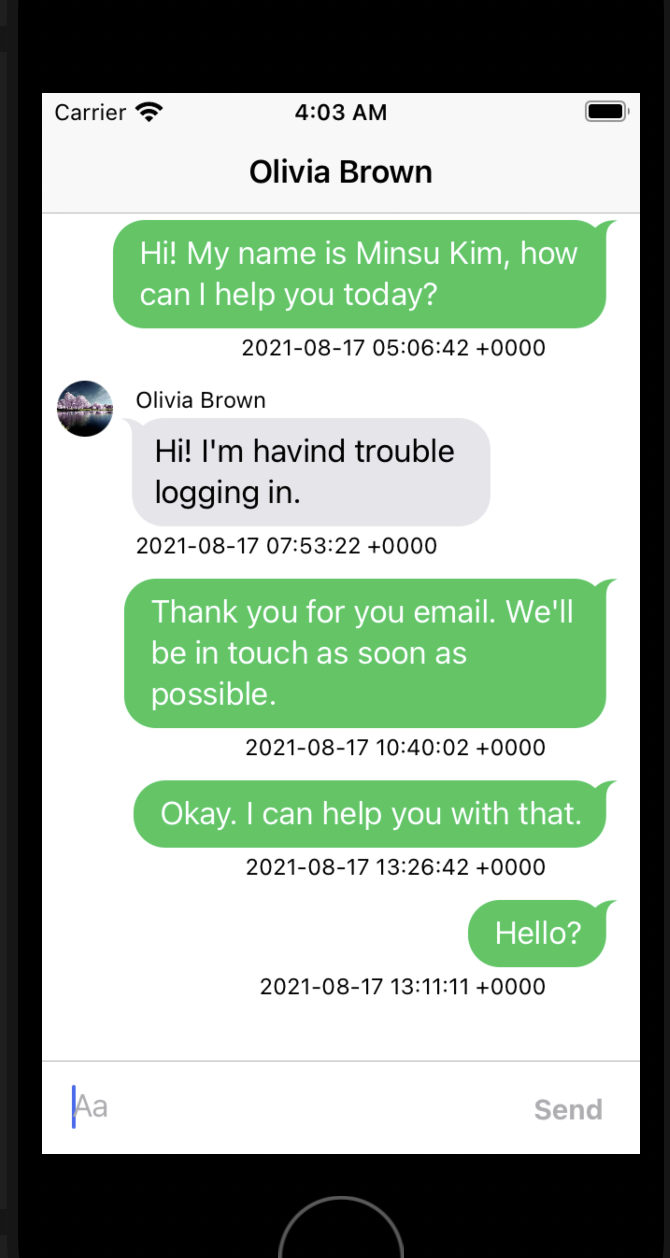 Carrier 4:03 AM
Olivia Brown
Hi! My name is Minsu Kim, how
can I help you today?
2021-08-17 05:06:42 +0000
Olivia Brown
Hi! I'm havind trouble
logging in.
2021-08-17 07:53:22 +0000
Thank you for you email. We'll
be in touch as soon as
possible.
2021-08-17 10:40:02 +0000
Okay. I can help you with that.
2021-08-17 13:26:42 +0000
Hello?
2021-08-17 13:11:11 +0000
Aa Send